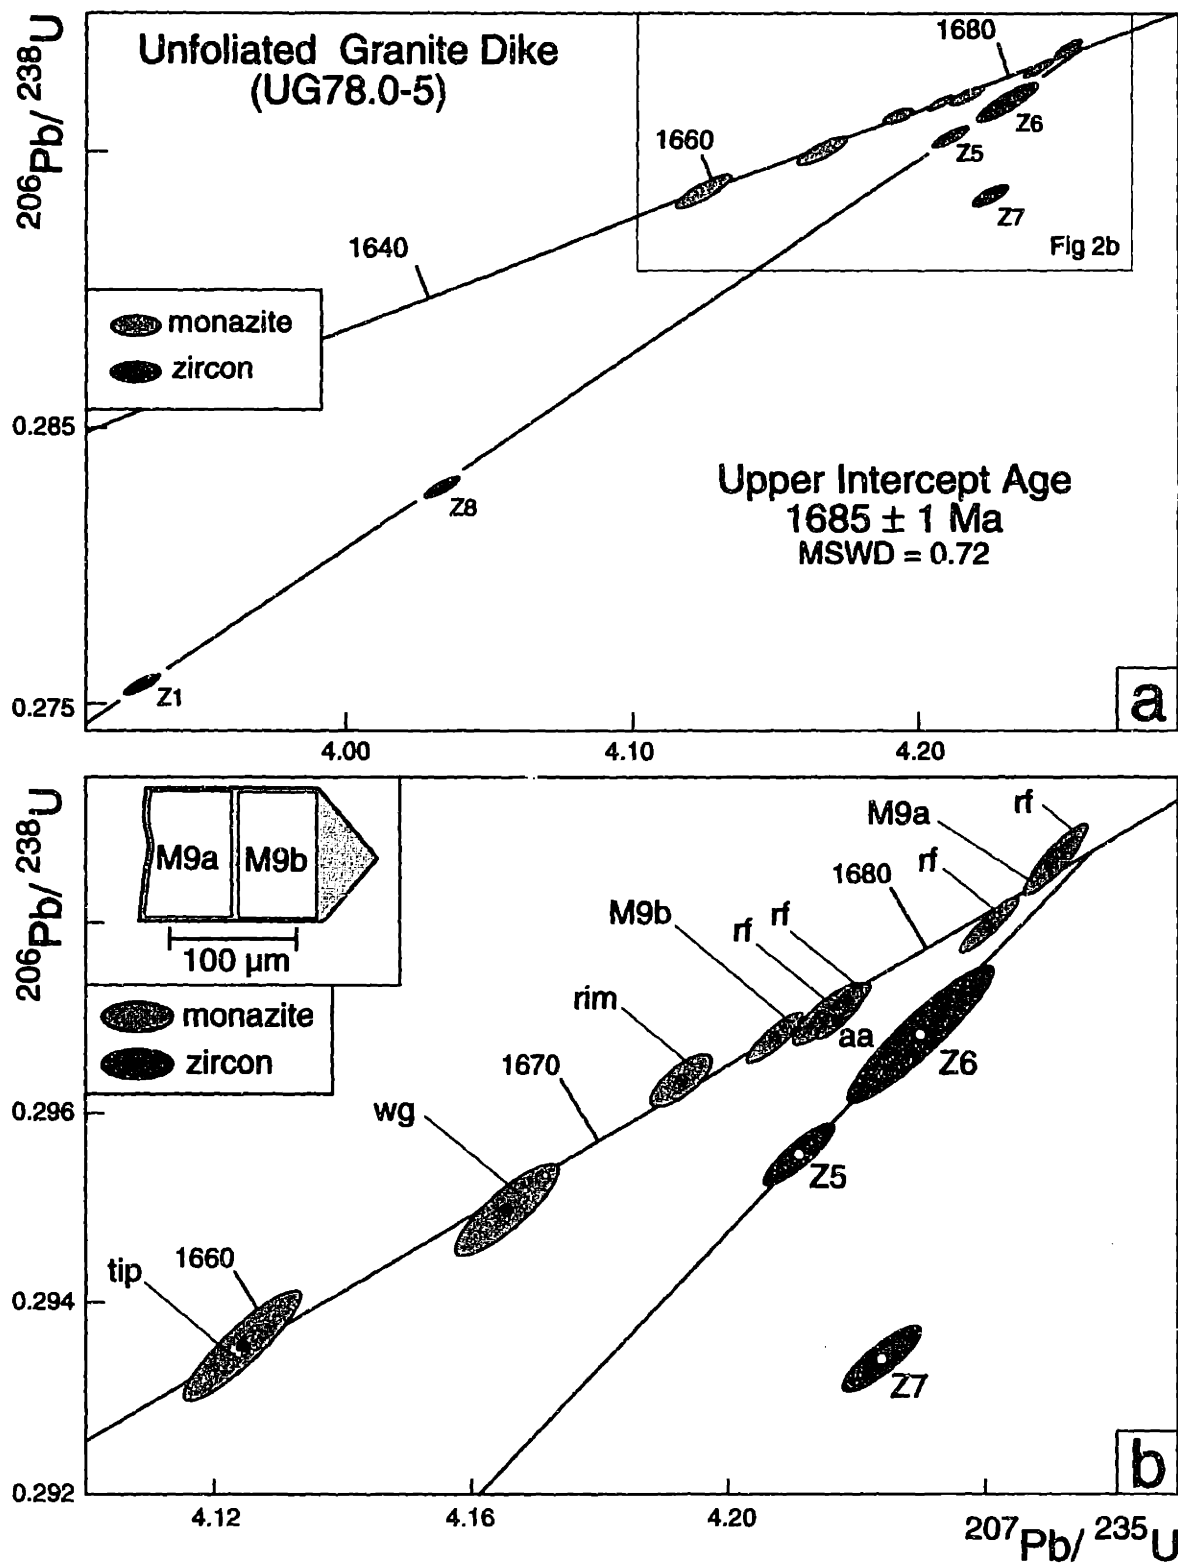 206Pb/ 238U
Unfoliated Granite Dike
(UG78.0-5)
1680
Z6
Z5
1660
Z7
Fig 2b
1640
monazite
zircon
0.285
Upper Intercept Age
1685 ± 1 Ma
MSWD = 0.72
Z8
Z1
0.275
a
4.00
4.10
4.20
206Pb/ 238U
M9a
M9b
100 µm
monazite
zircon
rf
M9a
rf
1680
M9b
rf
rf
aa
rim
Z6
1670
0.296
wg
Z5
1660
tip
0.294
Z7
b
0.292
4.12
4.16
4.20
207Pb/ 235U